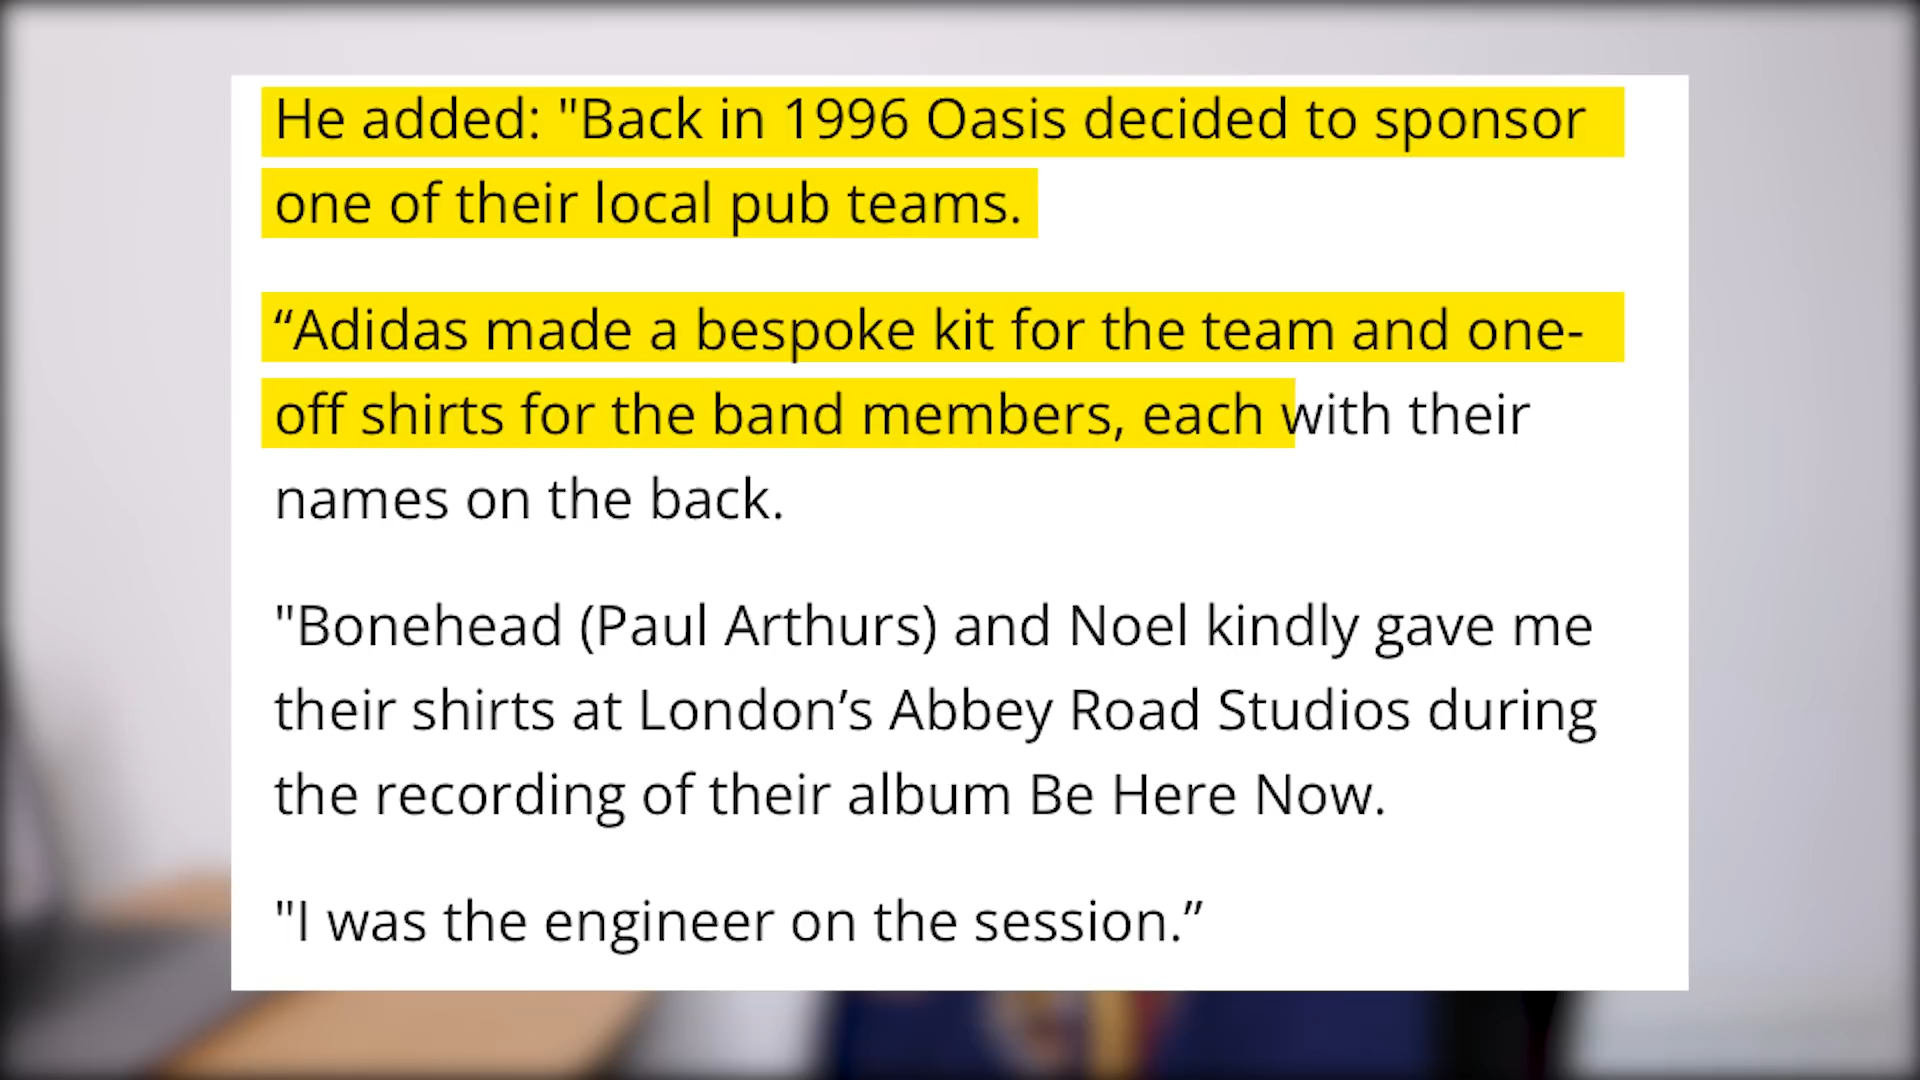 He added: "Back in 1996 Oasis decided to sponsor
one of their local pub teams.
“Adidas made a bespoke kit for the team and one-
off shirts for the band members, each with their
names on the back.
"Bonehead (Paul Arthurs) and Noel kindly gave me
their shirts at London’s Abbey Road Studios during
the recording of their album Be Here Now.
"I was the engineer on the session.”